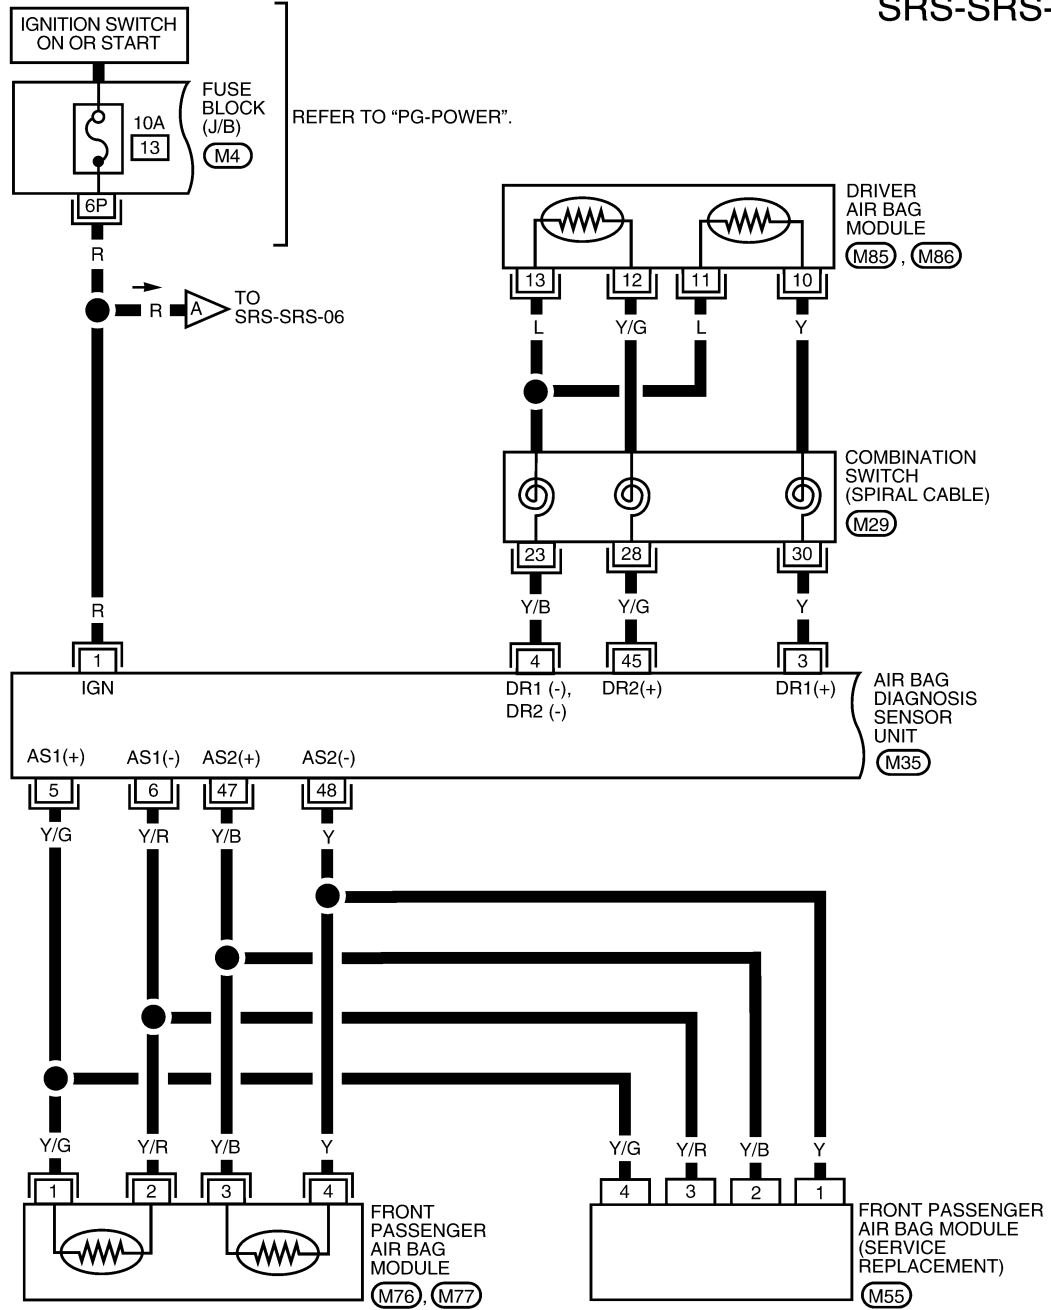 SRS-SRS-
IGNITION SWITCH
ON OR START
FUSE
BLOCK
(J/B)
M4
10A
13
REFER TO “PG-POWER”.
6P
R
R
A
TO
SRS-SRS-06
DRIVER
AIR BAG
MODULE
M85 , M86
13 12 11 10
L Y/G L Y
COMBINATION
SWITCH
(SPIRAL CABLE)
M29
23 28 30
Y/B Y/G Y
R
1 4 45 3
IGN DR1 (-), DR2(+) DR1(+)
DR2 (-)
AIR BAG
DIAGNOSIS
SENSOR
UNIT
M35
AS1(+) AS1(-) AS2(+) AS2(-)
5 6 47 48
Y/G Y/R Y/B Y
Y/G Y/R Y/B Y Y/G Y/R Y/B Y
1 2 3 4 4 3 2 1
FRONT
PASSENGER
AIR BAG
MODULE
M76 , M77
FRONT PASSENGER
AIR BAG MODULE
(SERVICE
REPLACEMENT)
M55